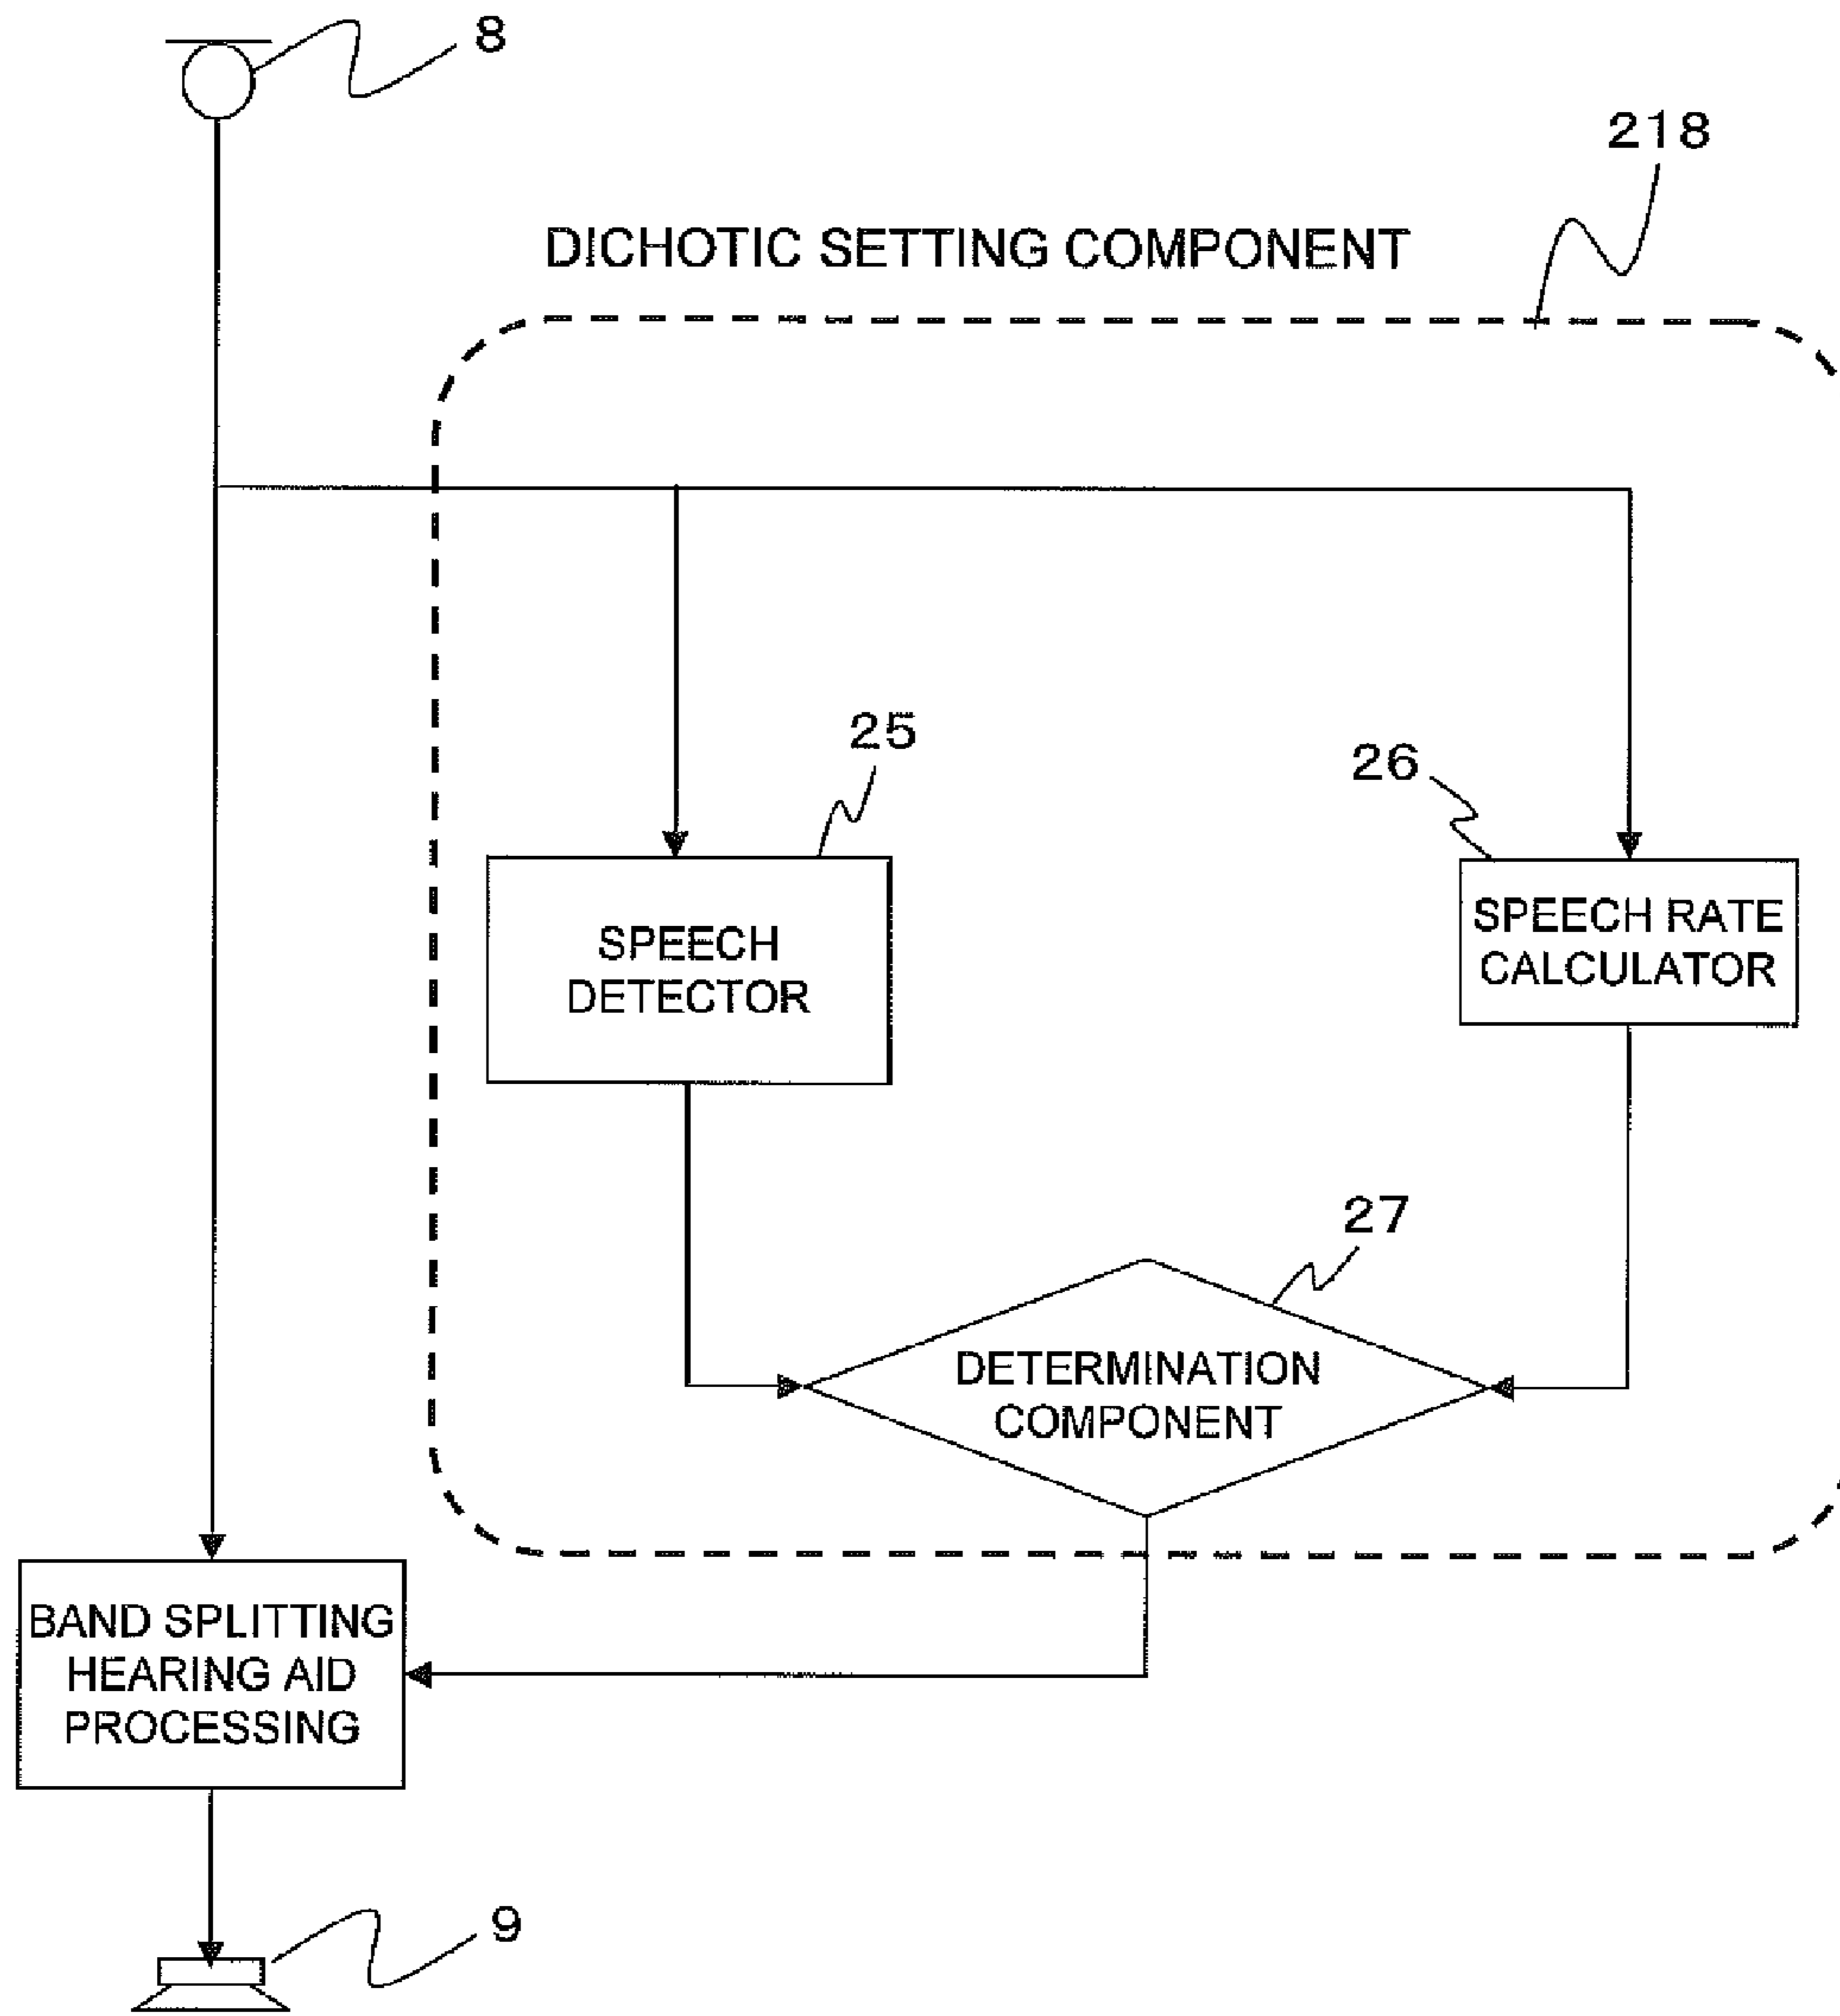 8
218
DICHOTIC SETTING COMPONENT
25
26
SPEECH
DETECTOR
SPEECH RATE
CALCULATOR
27
DETERMINATION
COMPONENT
BAND SPLITTING
HEARING AID
PROCESSING
9